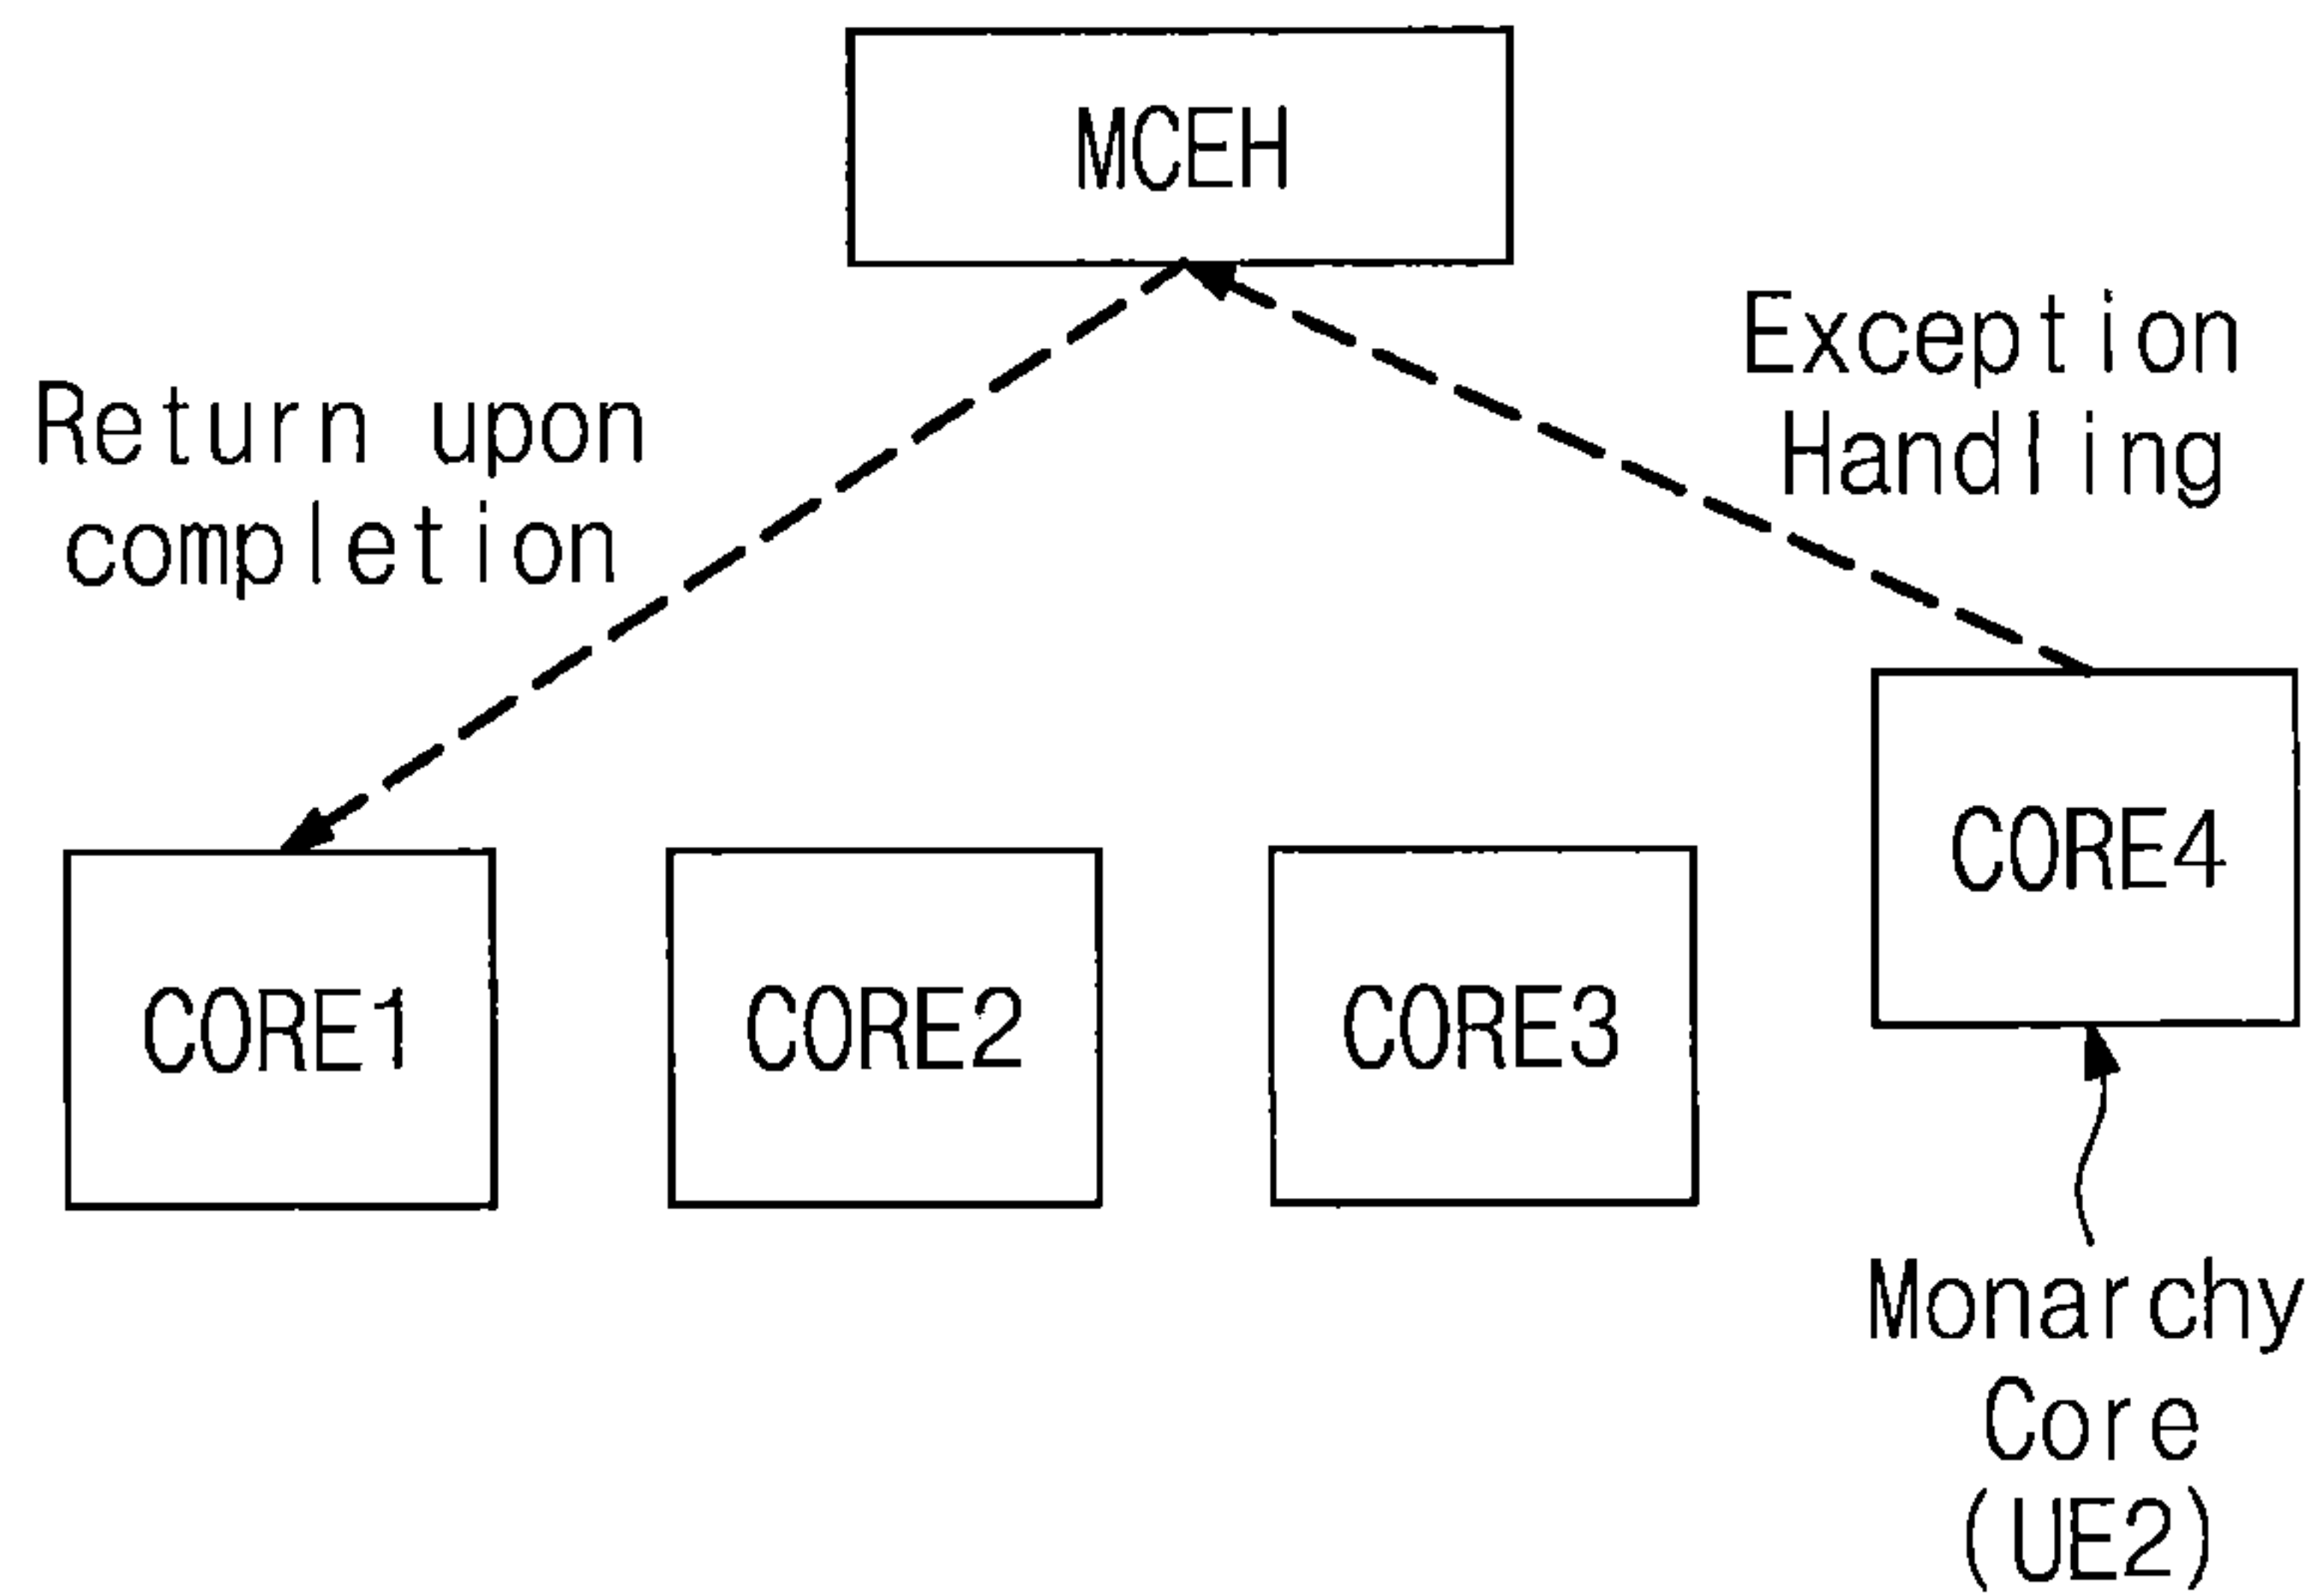 MCEH
Exception
Handling
Return upon
completion
CORE4
CORE1
CORE2
CORE3
Monarchy
Core
(UE2)